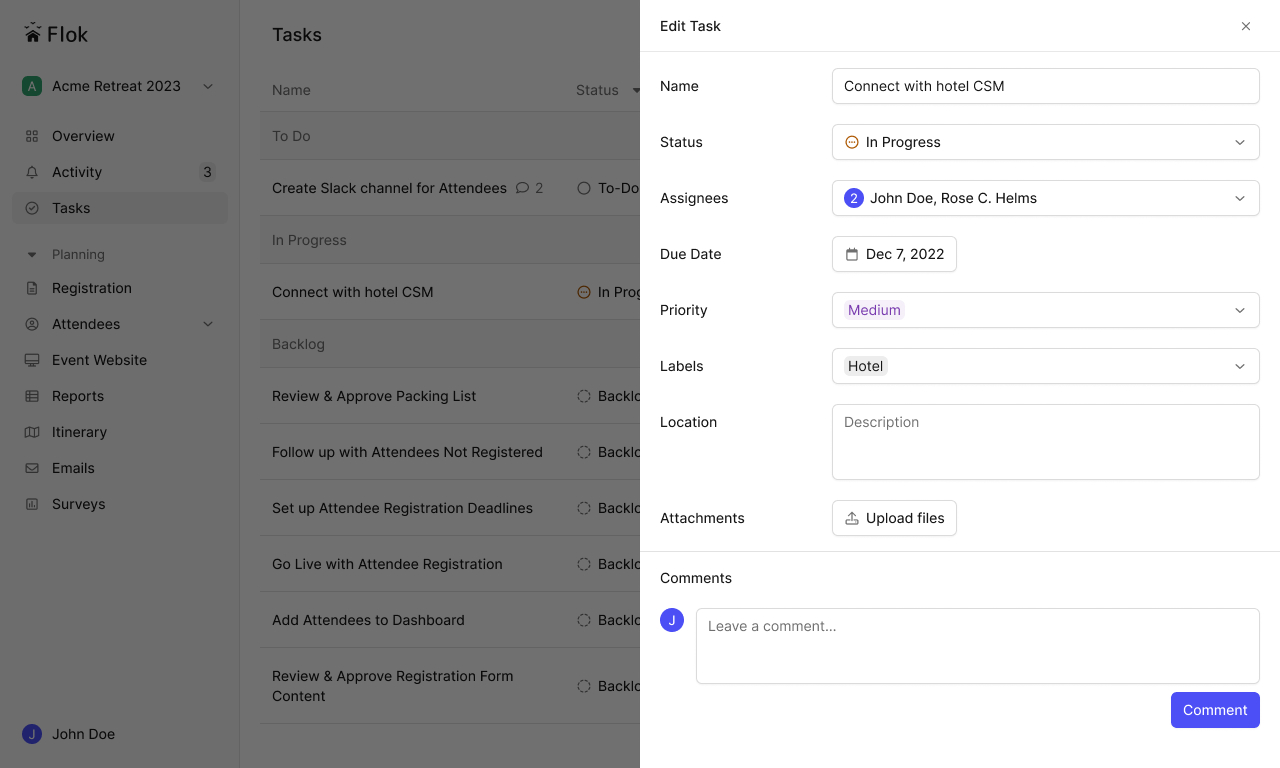 Flok
A Acme Retreat 2023
Overview
Activity 3
Tasks
Planning
Registration
Attendees
Event Website
Reports
Itinerary
Emails
Surveys
J John Doe
Tasks
Name Status
To Do
Create Slack channel for Attendees 2 To-Do
In Progress
Connect with hotel CSM In Prog
Backlog
Review & Approve Packing List Backlo
Follow up with Attendees Not Registered Backlo
Set up Attendee Registration Deadlines Backlo
Go Live with Attendee Registration Backlo
Add Attendees to Dashboard Backlo
Review & Approve Registration Form
Content Backlo
Edit Task
Name Connect with hotel CSM
Status In Progress
Assignees 2 John Doe, Rose C. Helms
Due Date Dec 7, 2022
Priority Medium
Labels Hotel
Location Description
Attachments Upload files
Comments
J Leave a comment...
Comment